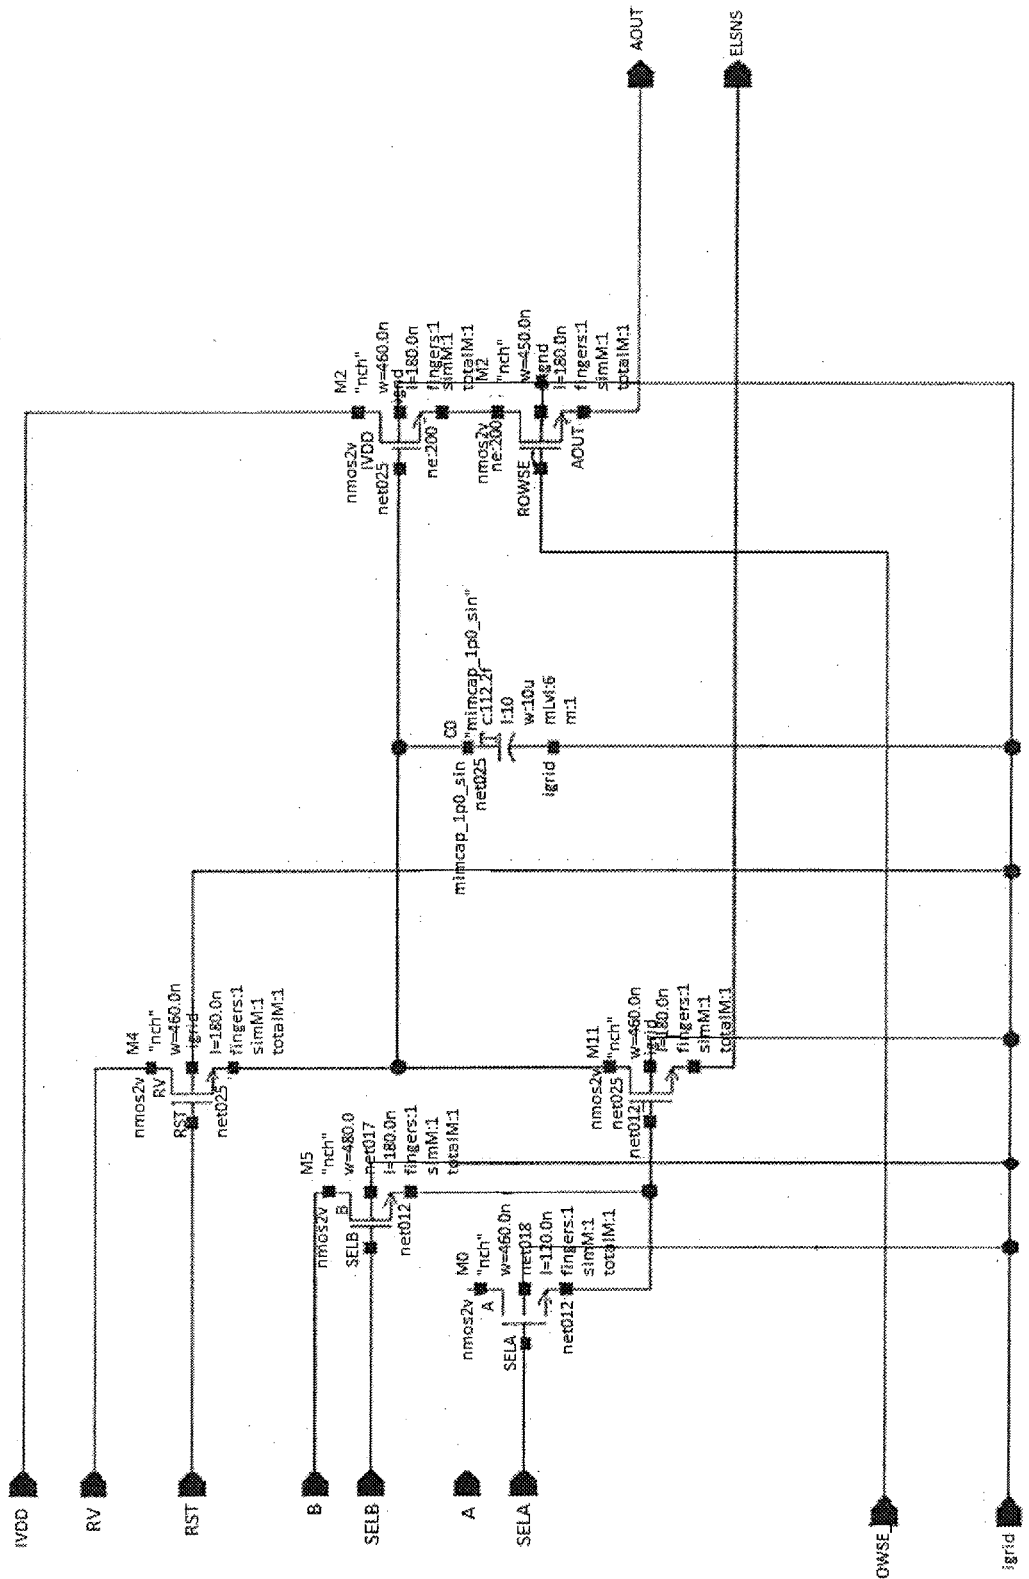 AOUT
ELSNS
M2
"nch"
w=460.0n
l=180.0n
fingers:1
simM:1
totalM:1
nmos2v
IVDD
net025
ne:200
M2
"nch"
w=450.0n
l=180.0n
fingers:1
simM:1
totalM:1
nmos2v
ne:200
ROWSE
AOUT
C0
"mimcap_1p0_sin"
c:112.2f
l:10
w:10u
mLvl:6
m:1
mimcap_1p0_sin
net025
igrid
M4
"nch"
w=460.0n
igrid
l=180.0n
fingers:1
simM:1
totalM:1
nmos2v
RV
RST
net025
M11
"nch"
w=460.0n
igrid
l=180.0n
fingers:1
simM:1
totalM:1
nmos2v
net025
net012
M5
"nch"
w=480.0
net017
l=180.0n
fingers:1
simM:1
totalM:1
nmos2v
B
SELB
net012
M0
"nch"
w=460.0n
net018
l=120.0n
fingers:1
simM:1
totalM:1
nmos2v
A
SELA
net012
IVDD
RV
RST
B
SELB
A
SELA
OWSE_
igrid